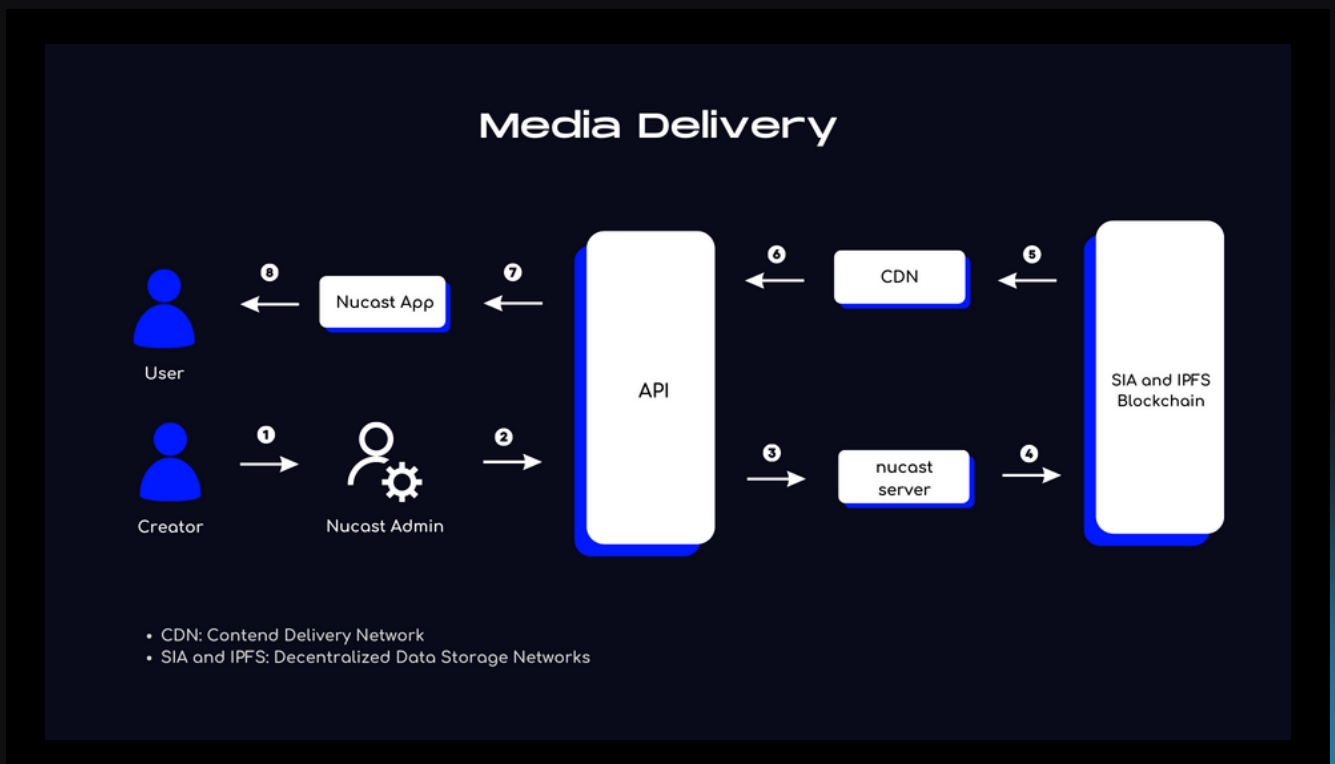 Media Delivery
8
7
6
5
Nucast App
CDN
User
API
SIA and IPFS
Blockchain
1
2
3
4
nucast
server
Creator
Nucast Admin
• CDN: Contend Delivery Network
• SIA and IPFS: Decentralized Data Storage Networks